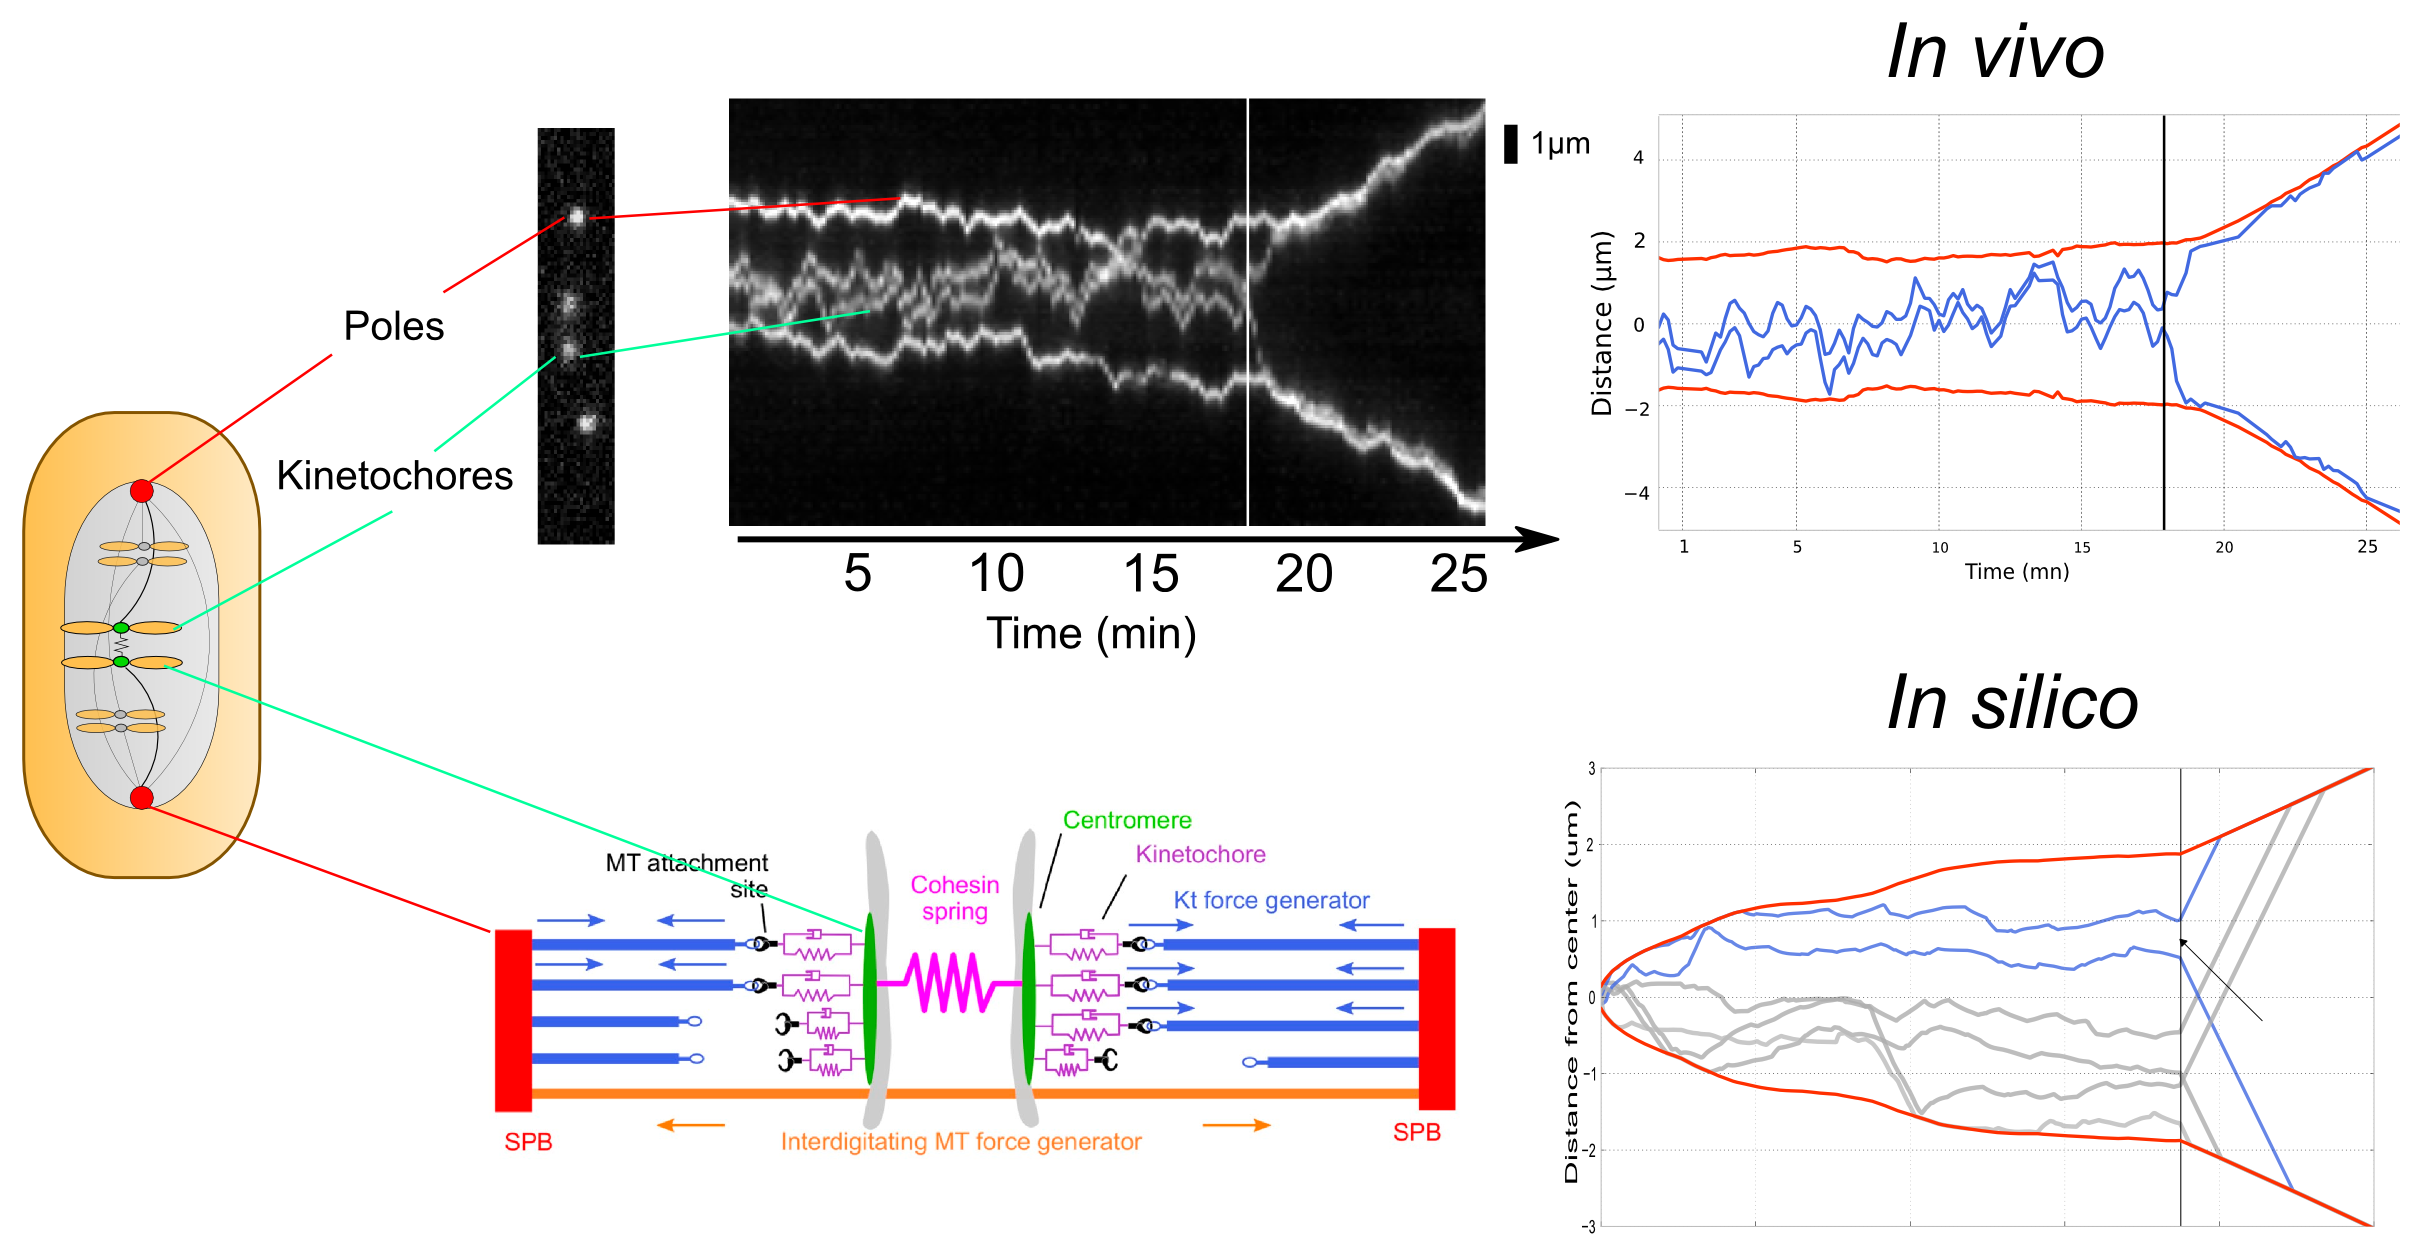 In vivo
1μm
Poles
Kinetochores
5 10 15 20 25
Time (min)
Distance (μm)
4
2
0
−2
−4
1 5 10 15 20 25
Time (mn)
In silico
Centromere
Kinetochore
MT attachment
site
Cohesin
spring
Kt force generator
Interdigitating MT force generator
SPB
SPB
Distance from center (um)
3
2
1
0
−1
−2
−3